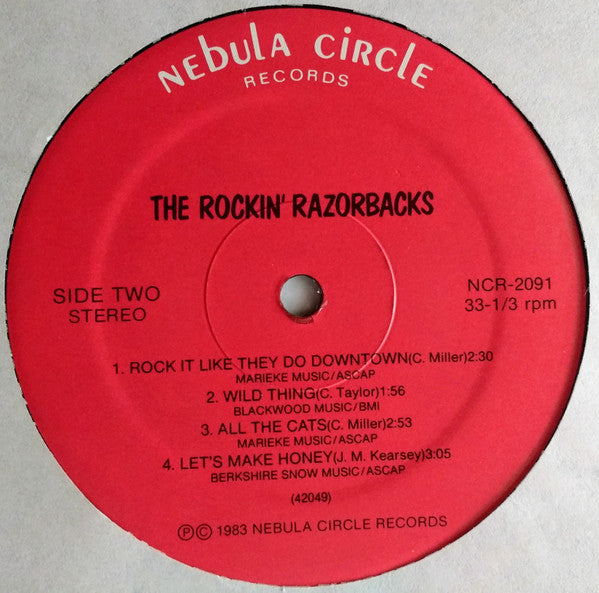 NEBULA CIRCLE
RECORDS
THE ROCKIN' RAZORBACKS
SIDE TWO
STEREO
NCR-2091
33-1/3 rpm
1. ROCK IT LIKE THEY DO DOWNTOWN(C. Miller)2:30
MARIEKE MUSIC/ASCAP
2. WILD THING(C. Taylor)1:56
BLACKWOOD MUSIC/BMI
3. ALL THE CATS(C. Miller)2:53
MARIEKE MUSIC/ASCAP
4. LET'S MAKE HONEY(J. M. Kearsey)3:05
BERKSHIRE SNOW MUSIC/ASCAP
(42049)
ⓅⒸ 1983 NEBULA CIRCLE RECORDS